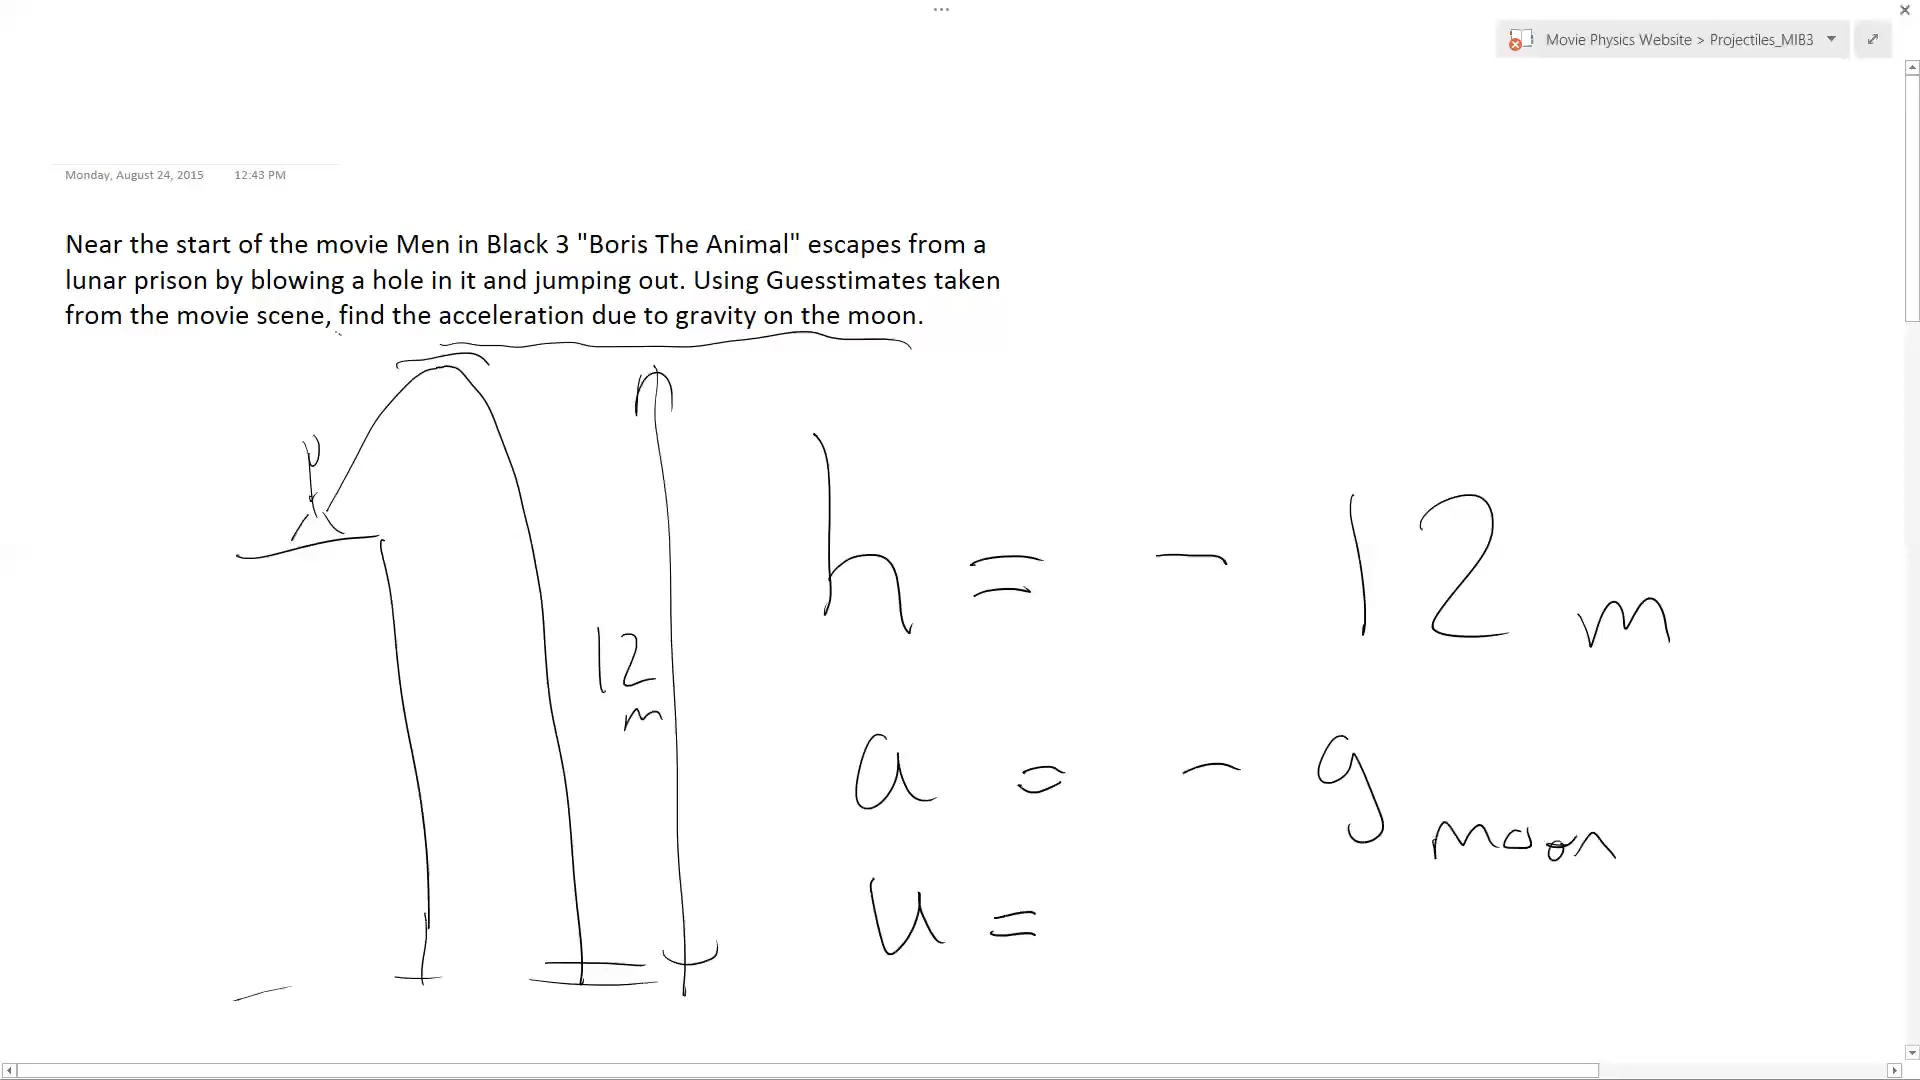 Movie Physics Website > Projectiles_MIB3
Monday, August 24, 2015 12:43 PM
Near the start of the movie Men in Black 3 "Boris The Animal" escapes from a
lunar prison by blowing a hole in it and jumping out. Using Guesstimates taken
from the movie scene, find the acceleration due to gravity on the moon.
12
m
h = - 12 m
a = - g moon
u =